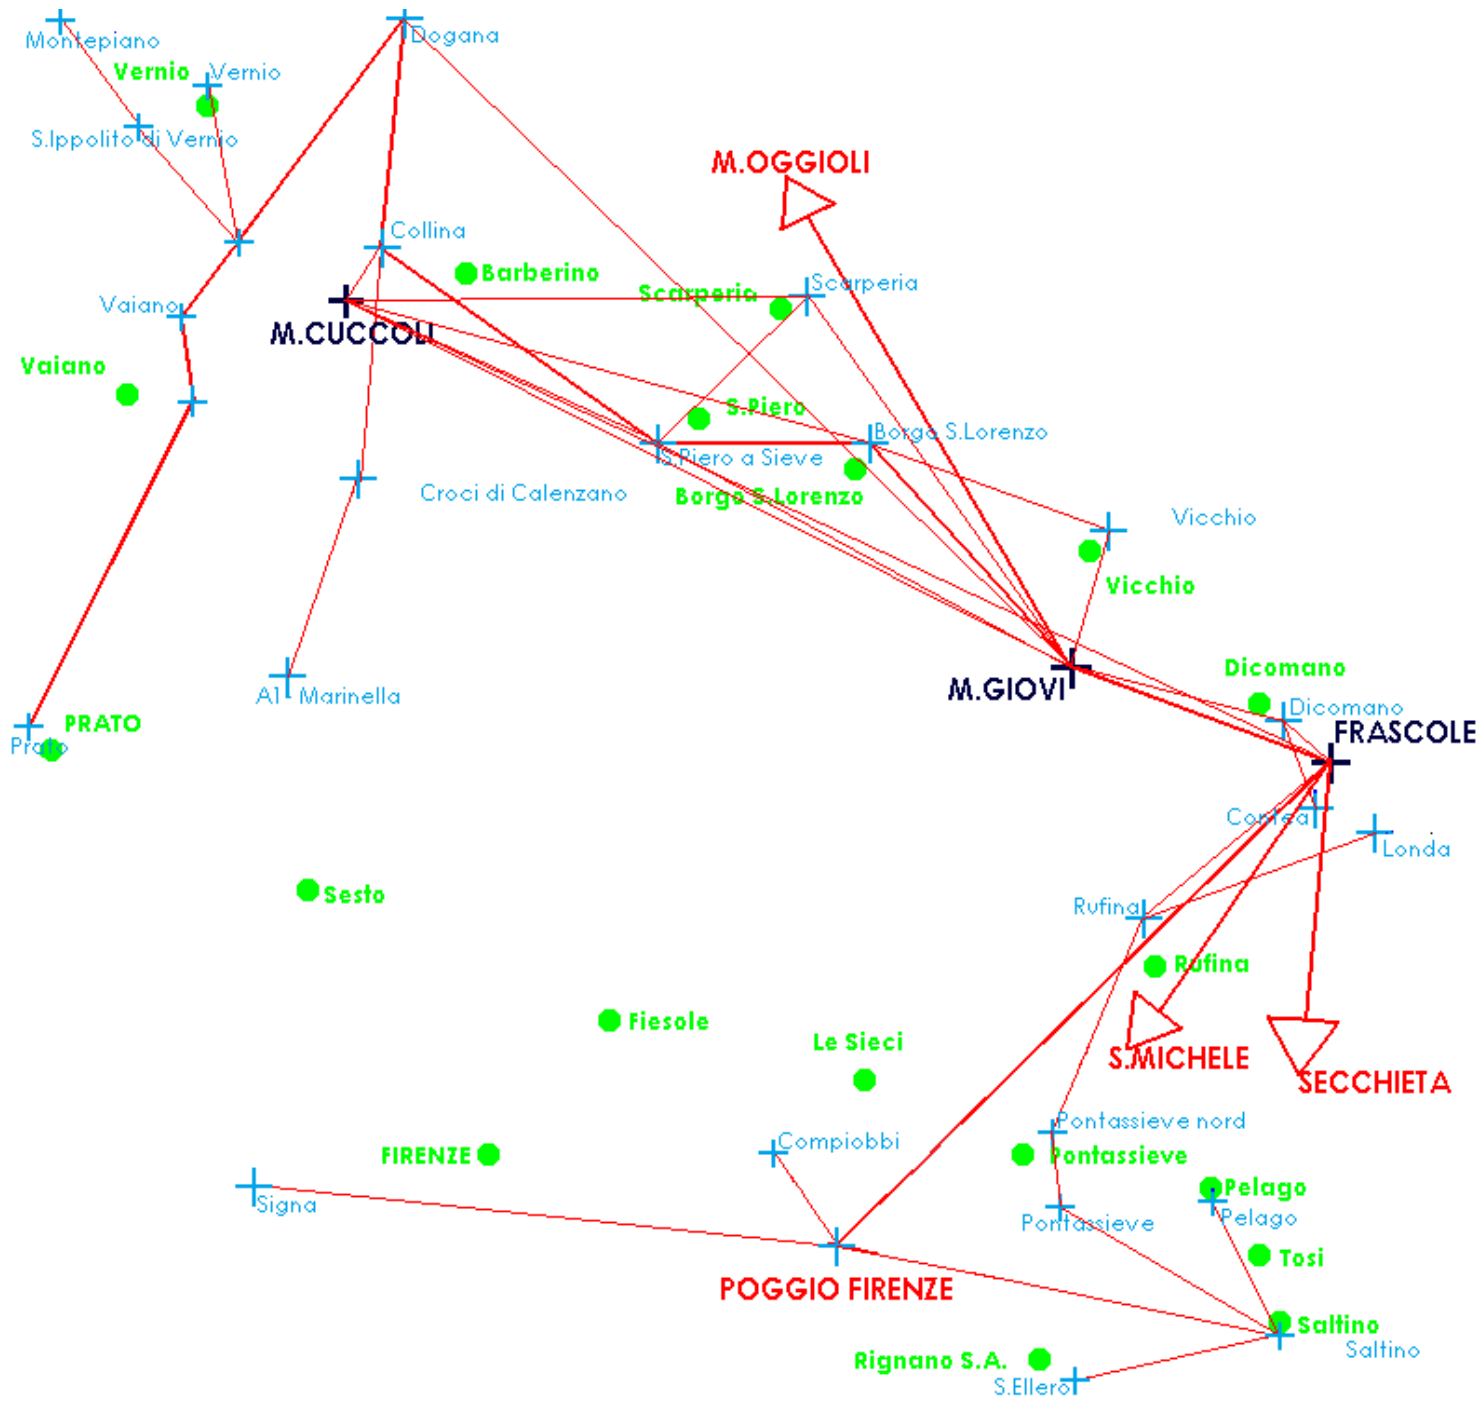 Dogana
Montepiano
Vernio
Vernio
S.Ippolito di Vernio
M.OGGIOLI
Collina
Barberino
Scarperia
Scarperia
Vaiano
M.CUCCOLI
Vaiano
S.Piero
Borgo S.Lorenzo
S.Piero a Sieve
Croci di Calenzano
Borgo S.Lorenzo
Vicchio
Vicchio
Dicomano
M.GIOVI
A1 Marinella
Dicomano
PRATO
FRASCOLE
Prato
Contea
Londa
Sesto
Rufina
Rufina
Fiesole
Le Sieci
S.MICHELE
SECCHIETA
Pontassieve nord
Compiobbi
FIRENZE
Pontassieve
Pelago
Signa
Pontassieve
Pelago
Tosi
POGGIO FIRENZE
Saltino
Saltino
Rignano S.A.
S.Ellero